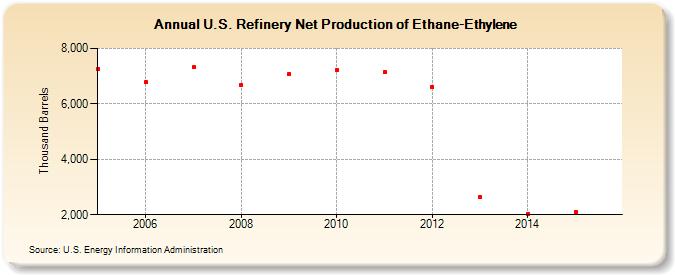 Annual U.S. Refinery Net Production of Ethane-Ethylene
Thousand Barrels
8,000
6,000
4,000
2,000
2006 2008 2010 2012 2014
Source: U.S. Energy Information Administration